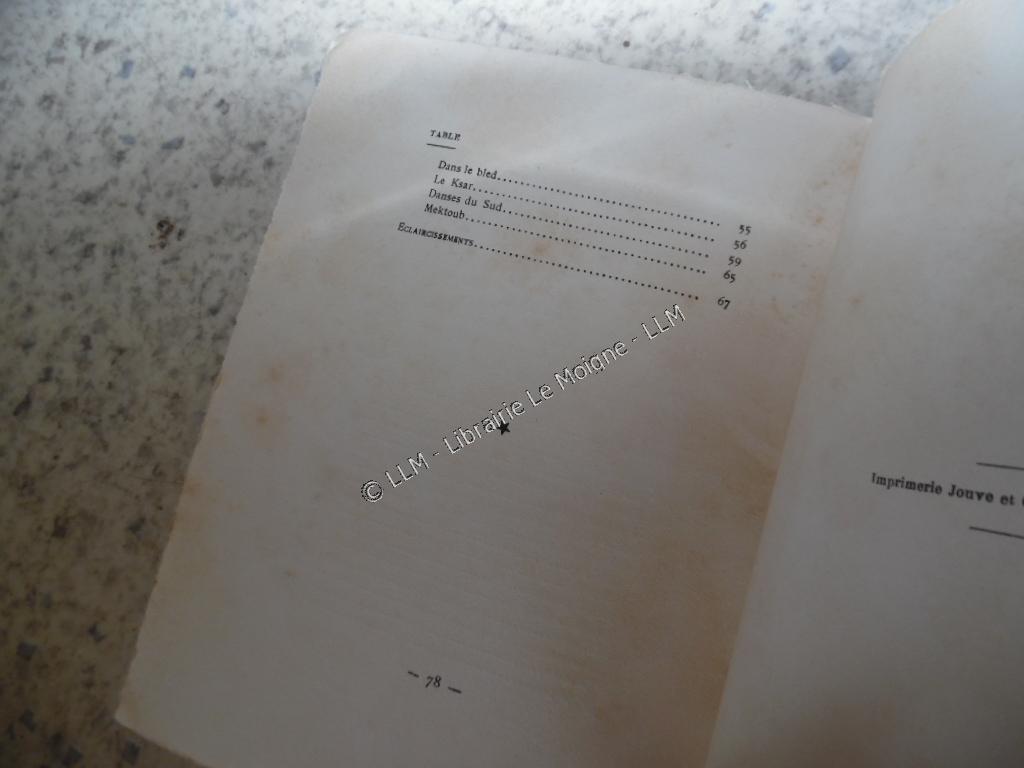 TABLE
Dans le bled........................................ 55
Le Ksar........................................ 56
Danses du Sud........................................ 59
Mektoub........................................ 65
ECLAIRCISSEMENTS........................................ 67
© LLM - Librairie Le Moigne - LLM
— 78 —
Imprimerie Jouve et